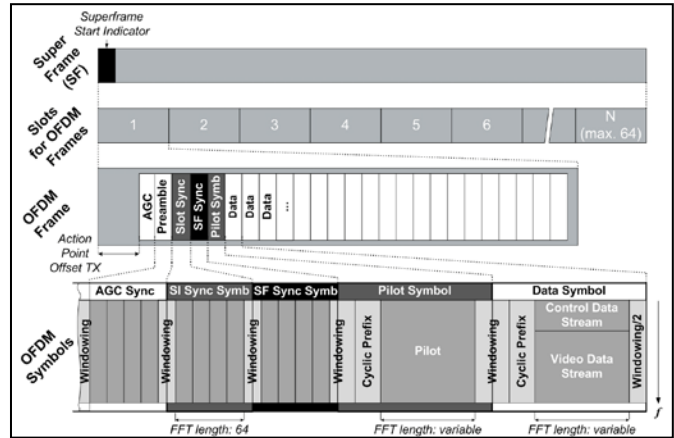 Superframe
Start Indicator
Super
Frame
(SF)
Slots
for OFDM
Frames
1 2 3 4 5 6 N
(max. 64)
OFDM
Frame
AGC
Preamble
Slot Sync
SF Sync
Pilot Symb
Data
Data
Data
...
Action
Point
Offset TX
OFDM
Symbols
AGC Sync
SI Sync Symb
SF Sync Symb
Pilot Symbol
Data Symbol
Windowing
Windowing
Windowing
Windowing
Cyclic Prefix
Pilot
Windowing
Cyclic Prefix
Control Data
Stream
Video Data
Stream
Windowing/2
f
FFT length: 64
FFT length: variable
FFT length: variable